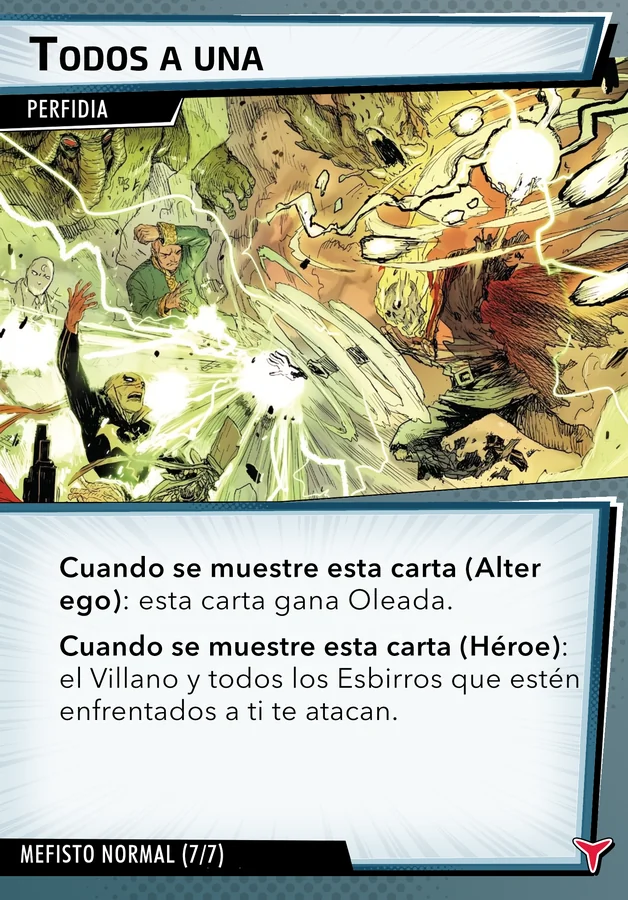 Todos a una
PERFIDIA
Cuando se muestre esta carta (Alter
ego): esta carta gana Oleada.
Cuando se muestre esta carta (Héroe):
el Villano y todos los Esbirros que estén
enfrentados a ti te atacan.
MEFISTO NORMAL (7/7)